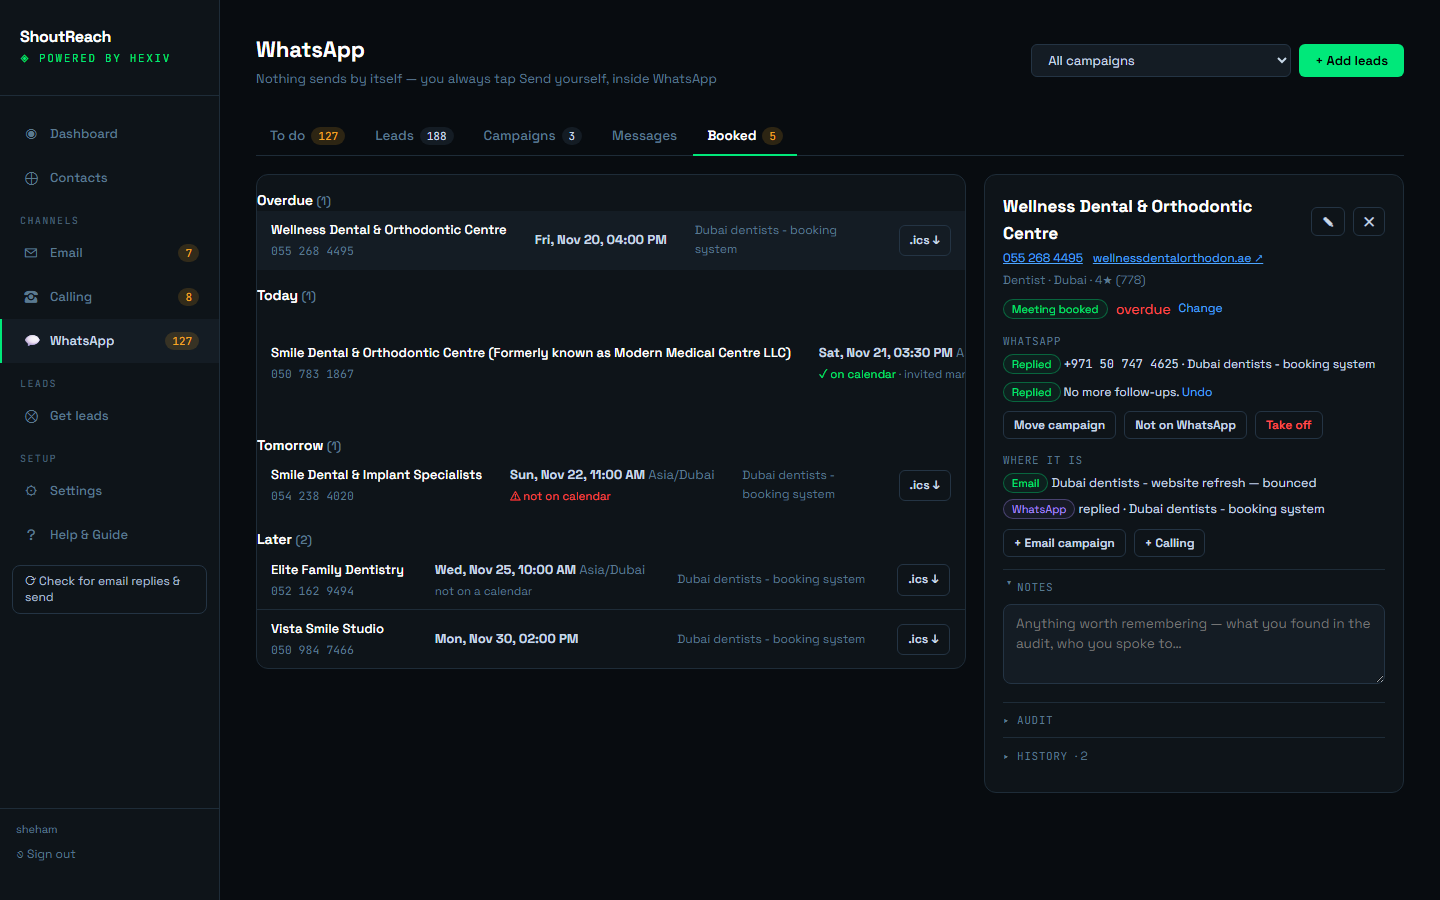 ShoutReach
◈ POWERED BY HEXIV
Dashboard
Contacts
CHANNELS
Email 7
Calling 8
WhatsApp 127
LEADS
Get leads
SETUP
Settings
? Help & Guide
⟳ Check for email replies &
send
sheham
Sign out
WhatsApp
Nothing sends by itself — you always tap Send yourself, inside WhatsApp
All campaigns
+ Add leads
To do 127 Leads 188 Campaigns 3 Messages Booked 5
Overdue (1)
Wellness Dental & Orthodontic Centre
055 268 4495
Fri, Nov 20, 04:00 PM
Dubai dentists - booking
system
.ics ↓
Today (1)
Smile Dental & Orthodontic Centre (Formerly known as Modern Medical Centre LLC)
050 783 1867
Sat, Nov 21, 03:30 PM A
✓ on calendar · invited mar
Tomorrow (1)
Smile Dental & Implant Specialists
054 238 4020
Sun, Nov 22, 11:00 AM Asia/Dubai
⚠ not on calendar
Dubai dentists -
booking system
.ics ↓
Later (2)
Elite Family Dentistry
052 162 9494
Wed, Nov 25, 10:00 AM Asia/Dubai
not on a calendar
Dubai dentists - booking system
.ics ↓
Vista Smile Studio
050 984 7466
Mon, Nov 30, 02:00 PM
Dubai dentists - booking system
.ics ↓
Wellness Dental & Orthodontic
Centre
055 268 4495 wellnessdentalorthodon.ae ↗
Dentist · Dubai · 4★ (778)
Meeting booked overdue Change
WHATSAPP
Replied +971 50 747 4625 · Dubai dentists - booking system
Replied No more follow-ups. Undo
Move campaign Not on WhatsApp Take off
WHERE IT IS
Email Dubai dentists - website refresh — bounced
WhatsApp replied · Dubai dentists - booking system
+ Email campaign + Calling
NOTES
Anything worth remembering — what you found in the
audit, who you spoke to…
▸ AUDIT
▸ HISTORY · 2